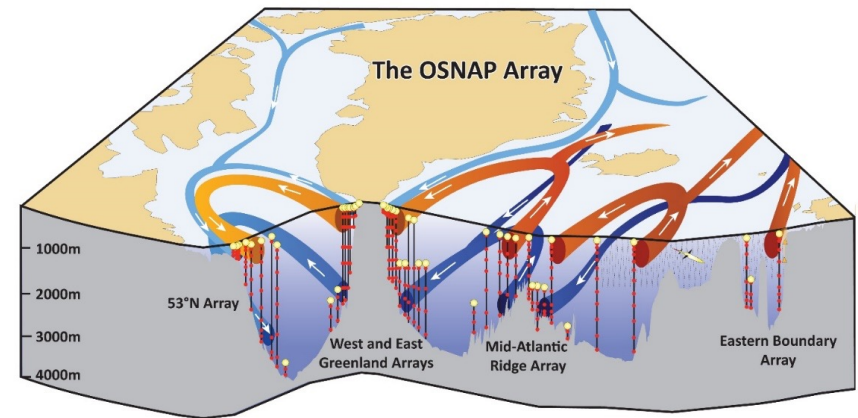 The OSNAP Array
1000m
2000m
3000m
4000m
53°N Array
West and East
Greenland Arrays
Mid-Atlantic
Ridge Array
Eastern Boundary
Array